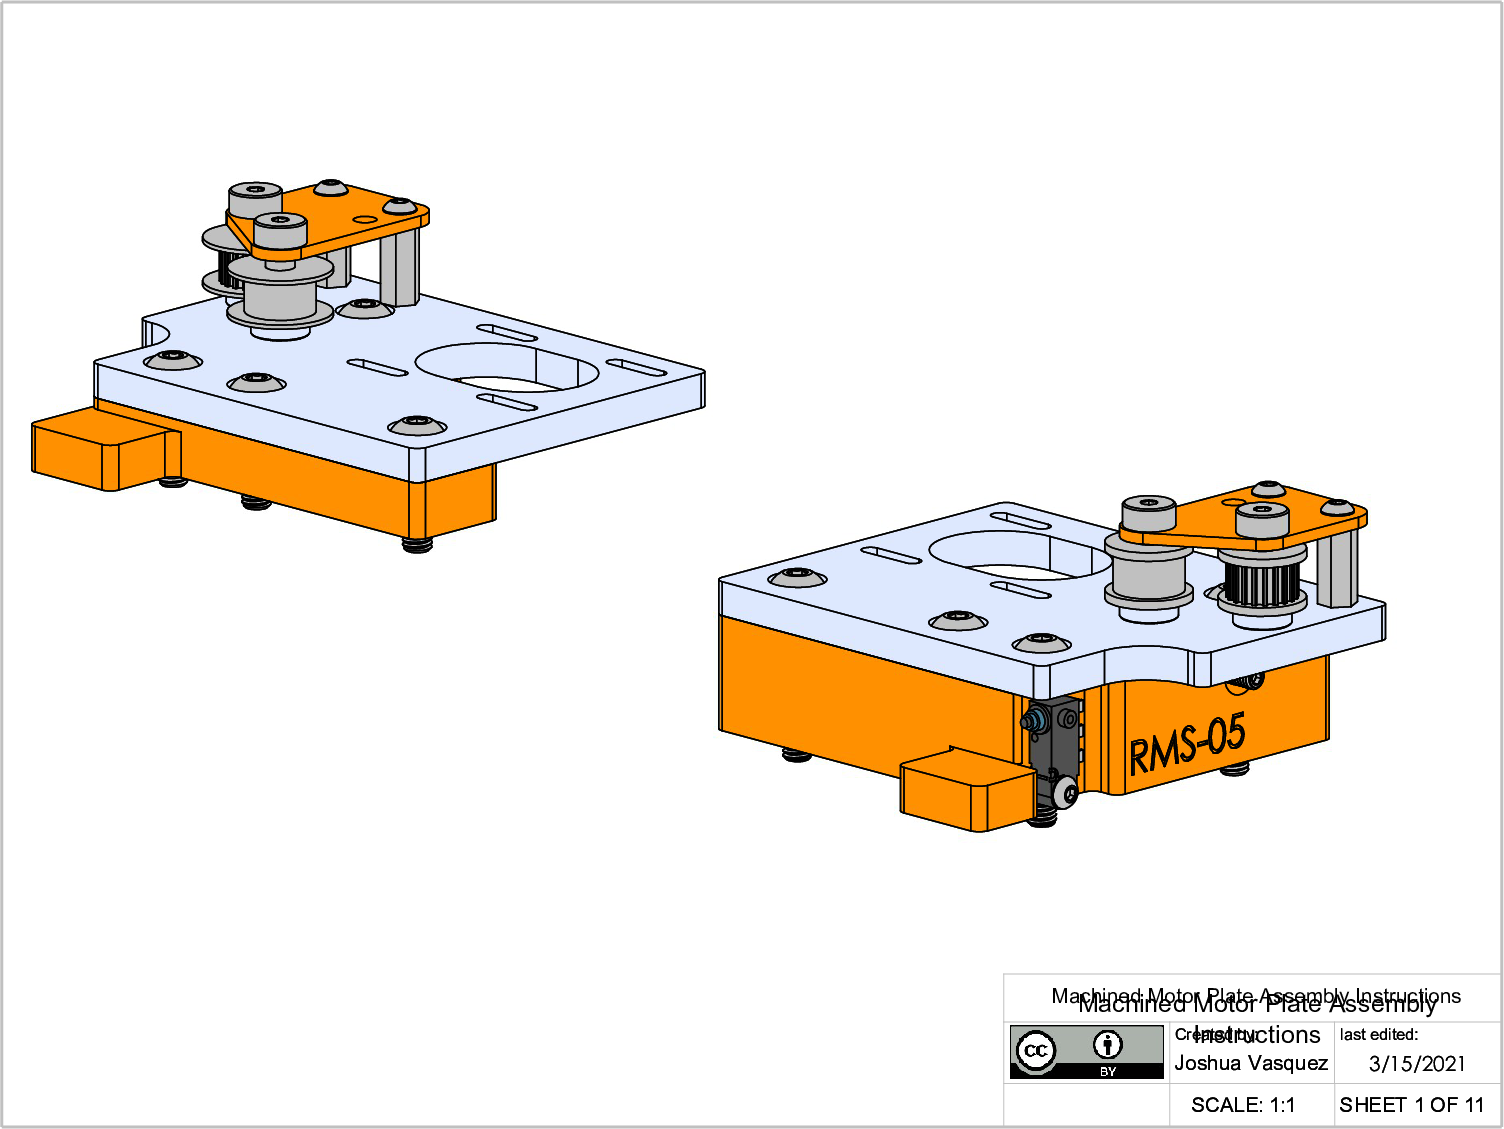 RMS-05
Machined Motor Plate Assembly Instructions
Machined Motor Plate Assembly
Instructions
Created by:
last edited:
Joshua Vasquez
3/15/2021
CC
BY
SCALE: 1:1
SHEET 1 OF 11